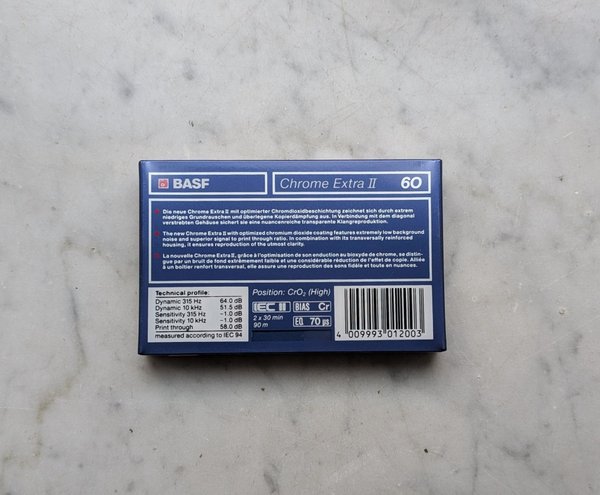 BASF
Chrome Extra II 60
Die neue Chrome Extra II mit optimierter Chromdioxidbeschichtung zeichnet sich durch extrem
niedriges Grundrauschen und überlegene Kopierdämpfung aus. In Verbindung mit dem diagonal
verstrebten Gehäuse sichert sie eine nuancenreiche transparente Klangreproduktion.
The new Chrome Extra II with optimized chromium dioxide coating features extremely low background
noise and superior signal to print through ratio. In combination with its transversally reinforced
housing, it ensures reproduction of the utmost clarity.
La nouvelle Chrome Extra II, grâce à l'optimisation de son enduction au bioxyde de chrome, se distin-
gue par un bruit de fond extrêmement faible et une considérable réduction de l'effet de copie. Alliée
à un boîtier renfort transversal, elle assure une reproduction des sons fidèle et toute en nuances.
Technical profile:
Dynamic 315 Hz 64.0 dB
Dynamic 10 kHz 51.5 dB
Sensitivity 315 Hz -1.0 dB
Sensitivity 10 kHz -1.0 dB
Print through 58.0 dB
measured according to IEC 94
Position: CrO₂ (High)
IEC II BIAS Cr
2 x 30 min
90 m
EQ 70 µs
4 009993 012003